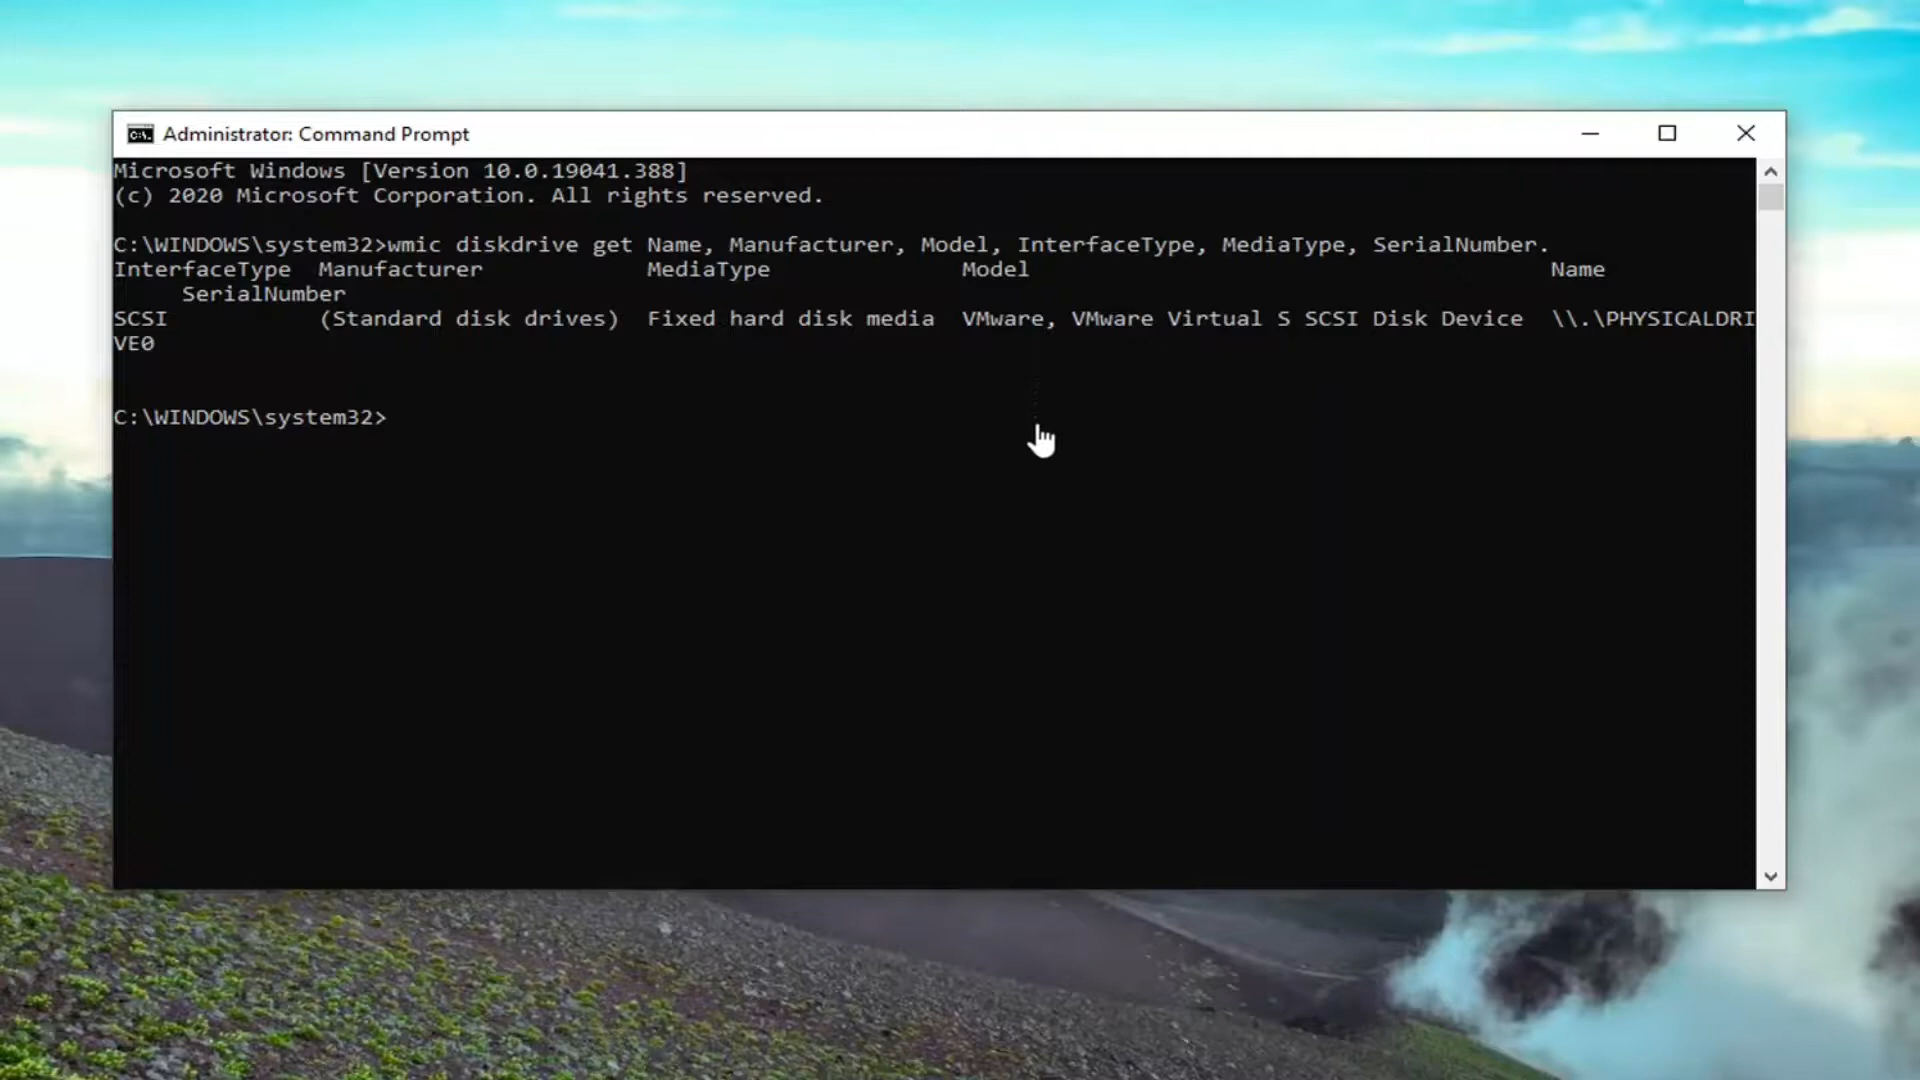 Administrator: Command Prompt
Microsoft Windows [Version 10.0.19041.388]
(c) 2020 Microsoft Corporation. All rights reserved.
C:\WINDOWS\system32>wmic diskdrive get Name, Manufacturer, Model, InterfaceType, MediaType, SerialNumber.
InterfaceType  Manufacturer            MediaType              Model                                      Name
     SerialNumber
SCSI           (Standard disk drives)  Fixed hard disk media  VMware, VMware Virtual S SCSI Disk Device  \\.\PHYSICALDRI
VE0
C:\WINDOWS\system32>